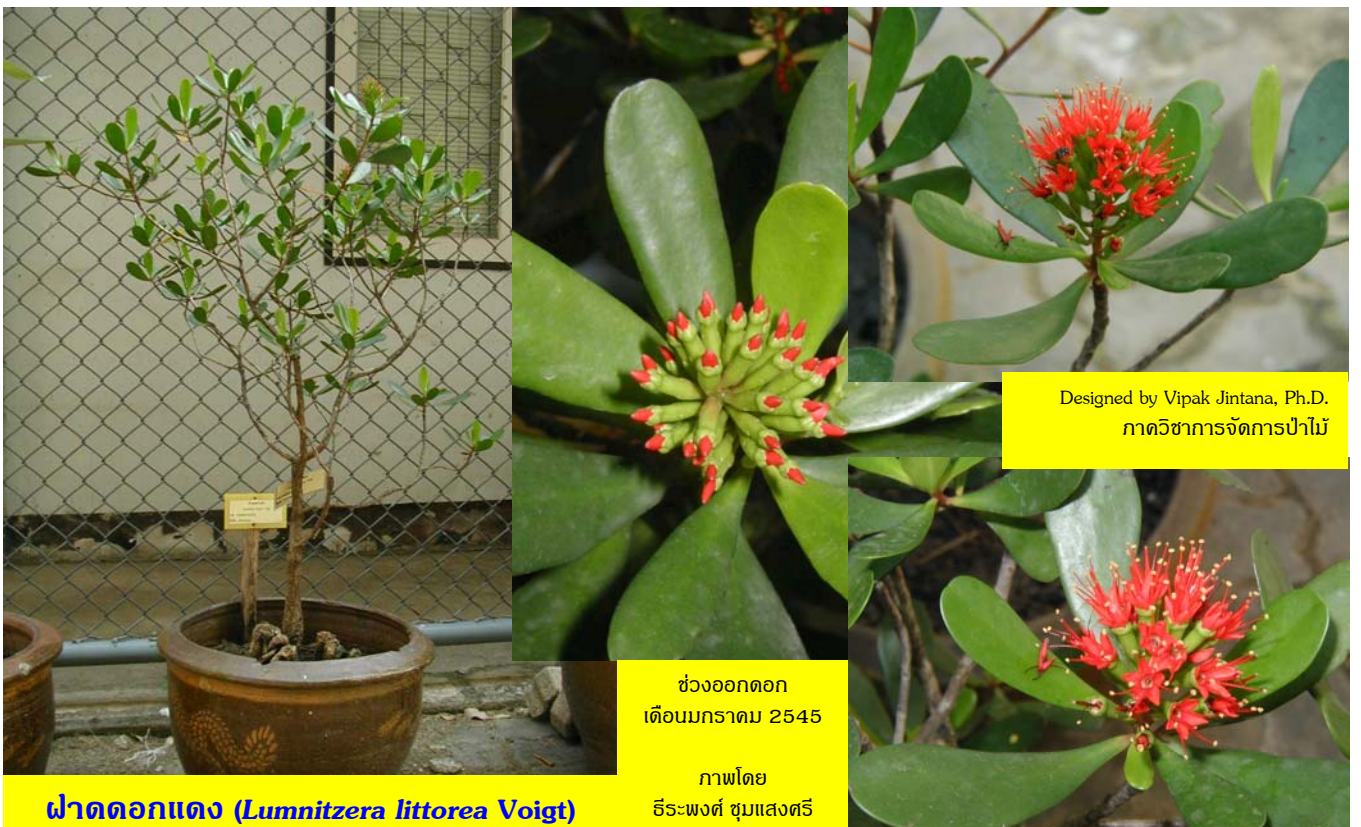 Designed by Vipak Jintana, Ph.D.
ภาควิชาการจัดการป่าไม้
ช่วงออกดอก
เดือนมกราคม 2545
ภาพโดย
ธีระพงศ์ ชุมแสงศรี
ฝาดดอกแดง (Lumnitzera littorea Voigt)